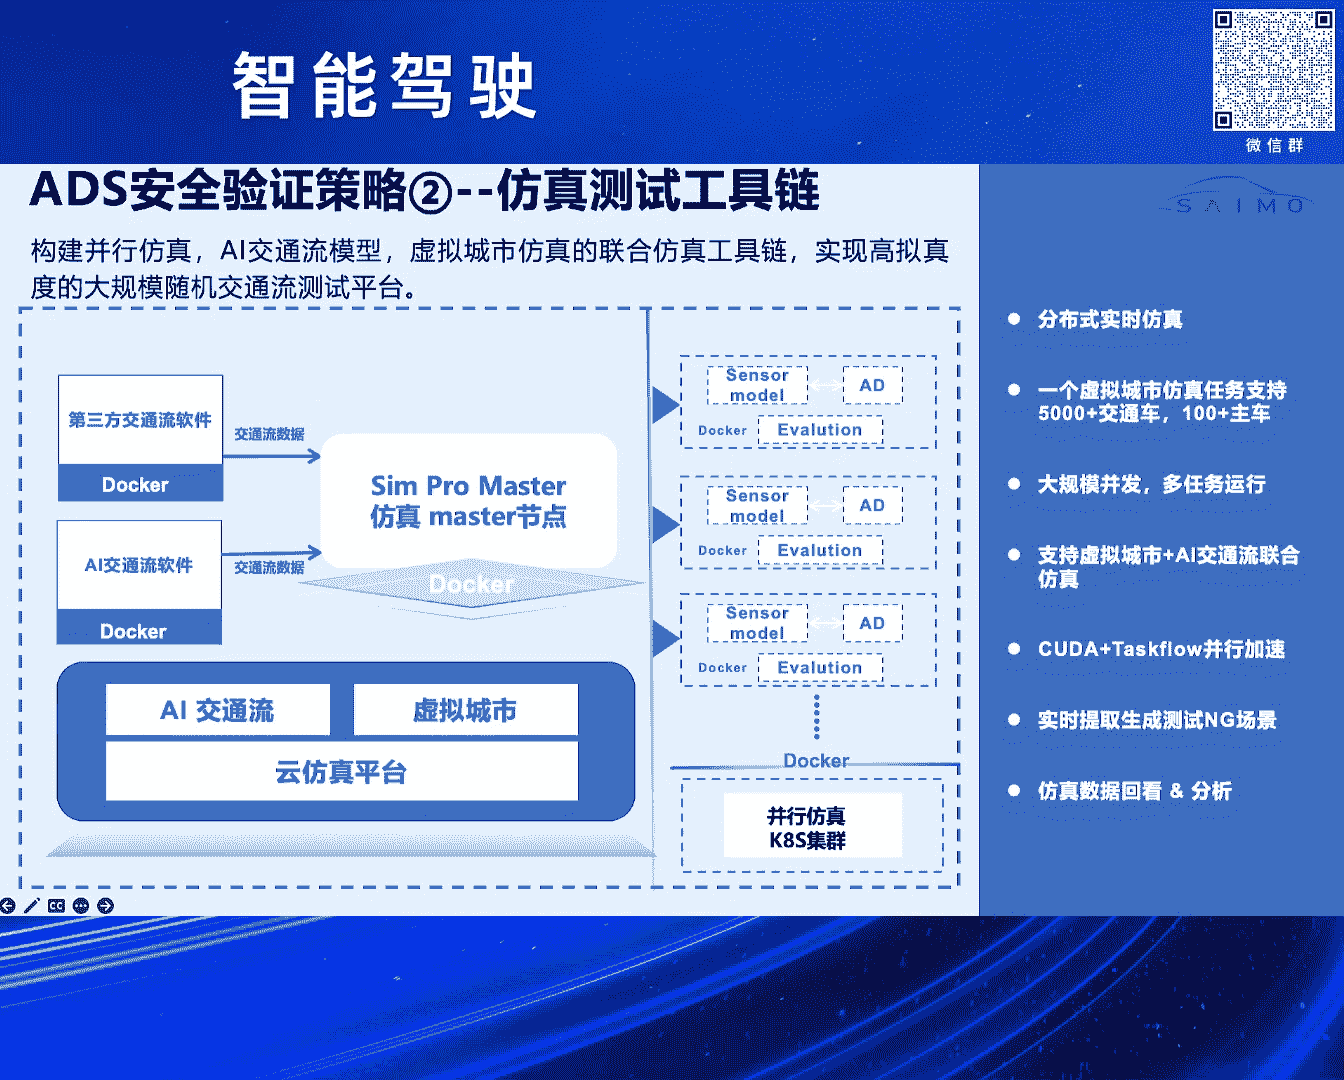 智能驾驶
微信群
ADS安全验证策略②--仿真测试工具链
SAIMO
构建并行仿真，AI交通流模型，虚拟城市仿真的联合仿真工具链，实现高拟真
度的大规模随机交通流测试平台。
第三方交通流软件
Docker
交通流数据
AI交通流软件
Docker
交通流数据
Sim Pro Master
仿真 master节点
Docker
AI 交通流
虚拟城市
云仿真平台
Sensor
model
AD
Docker
Evalution
Sensor
model
AD
Docker
Evalution
Sensor
model
AD
Docker
Evalution
Docker
并行仿真
K8S集群
分布式实时仿真
一个虚拟城市仿真任务支持
5000+交通车，100+主车
大规模并发，多任务运行
支持虚拟城市+AI交通流联合
仿真
CUDA+Taskflow并行加速
实时提取生成测试NG场景
仿真数据回看 & 分析
CC